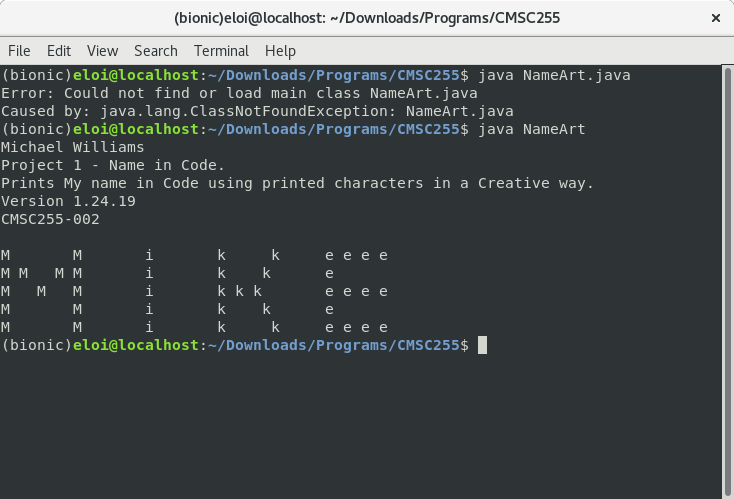 (bionic)eloi@localhost: ~/Downloads/Programs/CMSC255
File Edit View Search Terminal Help
(bionic)eloi@localhost:~/Downloads/Programs/CMSC255$ java NameArt.java
Error: Could not find or load main class NameArt.java
Caused by: java.lang.ClassNotFoundException: NameArt.java
(bionic)eloi@localhost:~/Downloads/Programs/CMSC255$ java NameArt
Michael Williams
Project 1 - Name in Code.
Prints My name in Code using printed characters in a Creative way.
Version 1.24.19
CMSC255-002

M       M       i       k     k     e e e e
M M   M M       i       k    k      e
M   M   M       i       k k k       e e e e
M       M       i       k    k      e
M       M       i       k     k     e e e e
(bionic)eloi@localhost:~/Downloads/Programs/CMSC255$